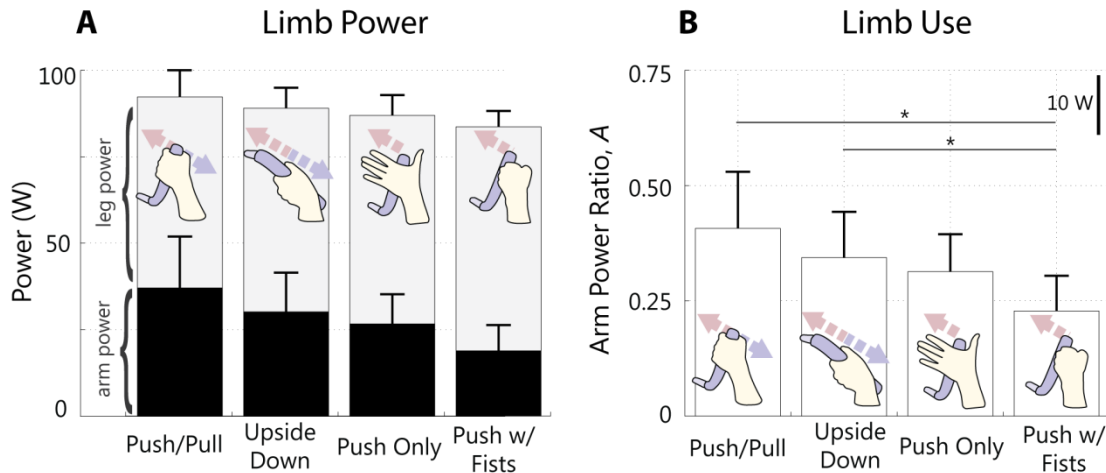 A Limb Power
100
50
0
Power (W)
leg power
arm power
Push/Pull
Upside
Down
Push Only
Push w/
Fists
B Limb Use
0.75
0.50
0.25
0
Arm Power Ratio, A
10 W
*
*
Push/Pull
Upside
Down
Push Only
Push w/
Fists